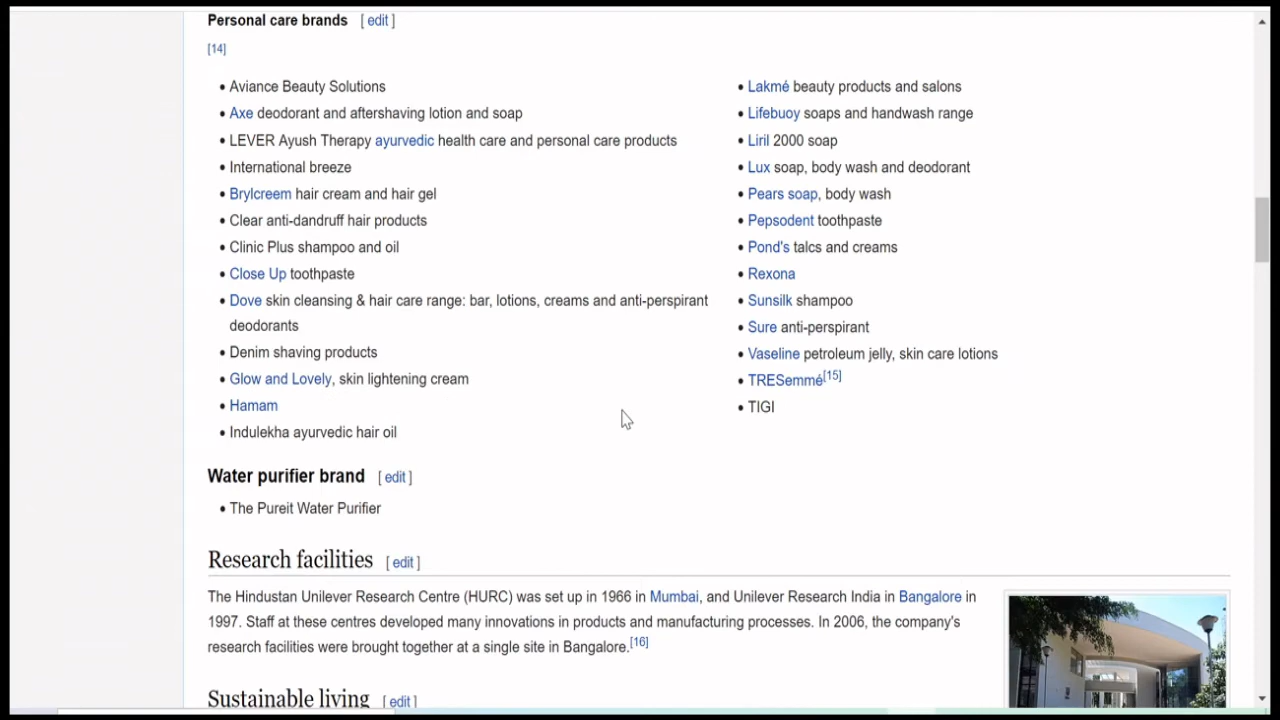 Personal care brands [ edit ]
[14]
• Aviance Beauty Solutions
• Axe deodorant and aftershaving lotion and soap
• LEVER Ayush Therapy ayurvedic health care and personal care products
• International breeze
• Brylcreem hair cream and hair gel
• Clear anti-dandruff hair products
• Clinic Plus shampoo and oil
• Close Up toothpaste
• Dove skin cleansing & hair care range: bar, lotions, creams and anti-perspirant
deodorants
• Denim shaving products
• Glow and Lovely, skin lightening cream
• Hamam
• Indulekha ayurvedic hair oil
• Lakmé beauty products and salons
• Lifebuoy soaps and handwash range
• Liril 2000 soap
• Lux soap, body wash and deodorant
• Pears soap, body wash
• Pepsodent toothpaste
• Pond's talcs and creams
• Rexona
• Sunsilk shampoo
• Sure anti-perspirant
• Vaseline petroleum jelly, skin care lotions
• TRESemmé[15]
• TIGI
Water purifier brand [ edit ]
• The Pureit Water Purifier
Research facilities [ edit ]
The Hindustan Unilever Research Centre (HURC) was set up in 1966 in Mumbai, and Unilever Research India in Bangalore in
1997. Staff at these centres developed many innovations in products and manufacturing processes. In 2006, the company's
research facilities were brought together at a single site in Bangalore.[16]
Sustainable living [ edit ]